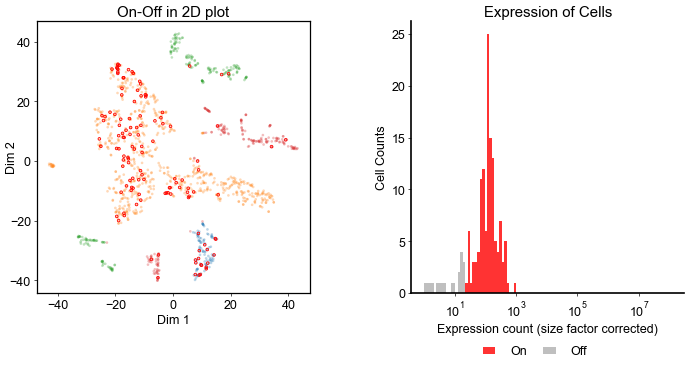 On-Off in 2D plot
Dim 2
40
20
0
−20
−40
−40 −20 0 20 40
Dim 1
Expression of Cells
Cell Counts
25
20
15
10
5
0
10^1 10^3 10^5 10^7
Expression count (size factor corrected)
On Off